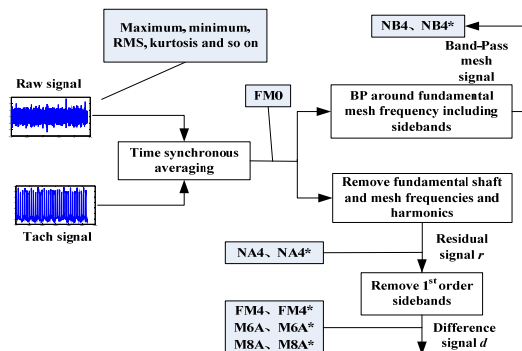 Maximum, minimum,
RMS, kurtosis and so on
Raw signal
Tach signal
Time synchronous
averaging
FM0
NB4、NB4*
Band-Pass
mesh
signal
BP around fundamental
mesh frequency including
sidebands
Remove fundamental shaft
and mesh frequencies and
harmonics
NA4、NA4*
Residual
signal r
Remove 1st order
sidebands
FM4、FM4*
M6A、M6A*
M8A、M8A*
Difference
signal d